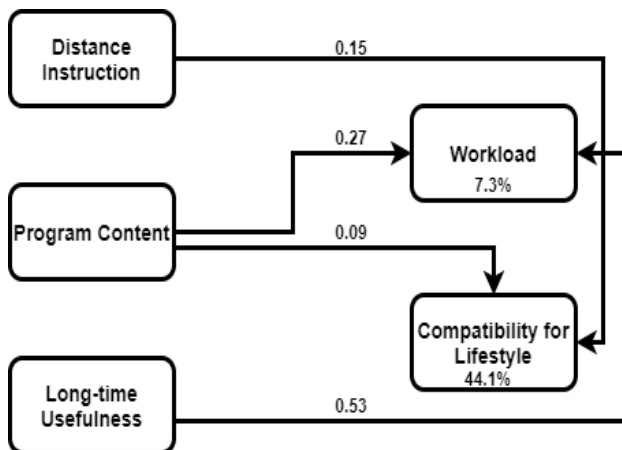 Distance
Instruction
0.15
0.27
Workload
7.3%
Program Content
0.09
Compatibility for
Lifestyle
44.1%
Long-time
Usefulness
0.53